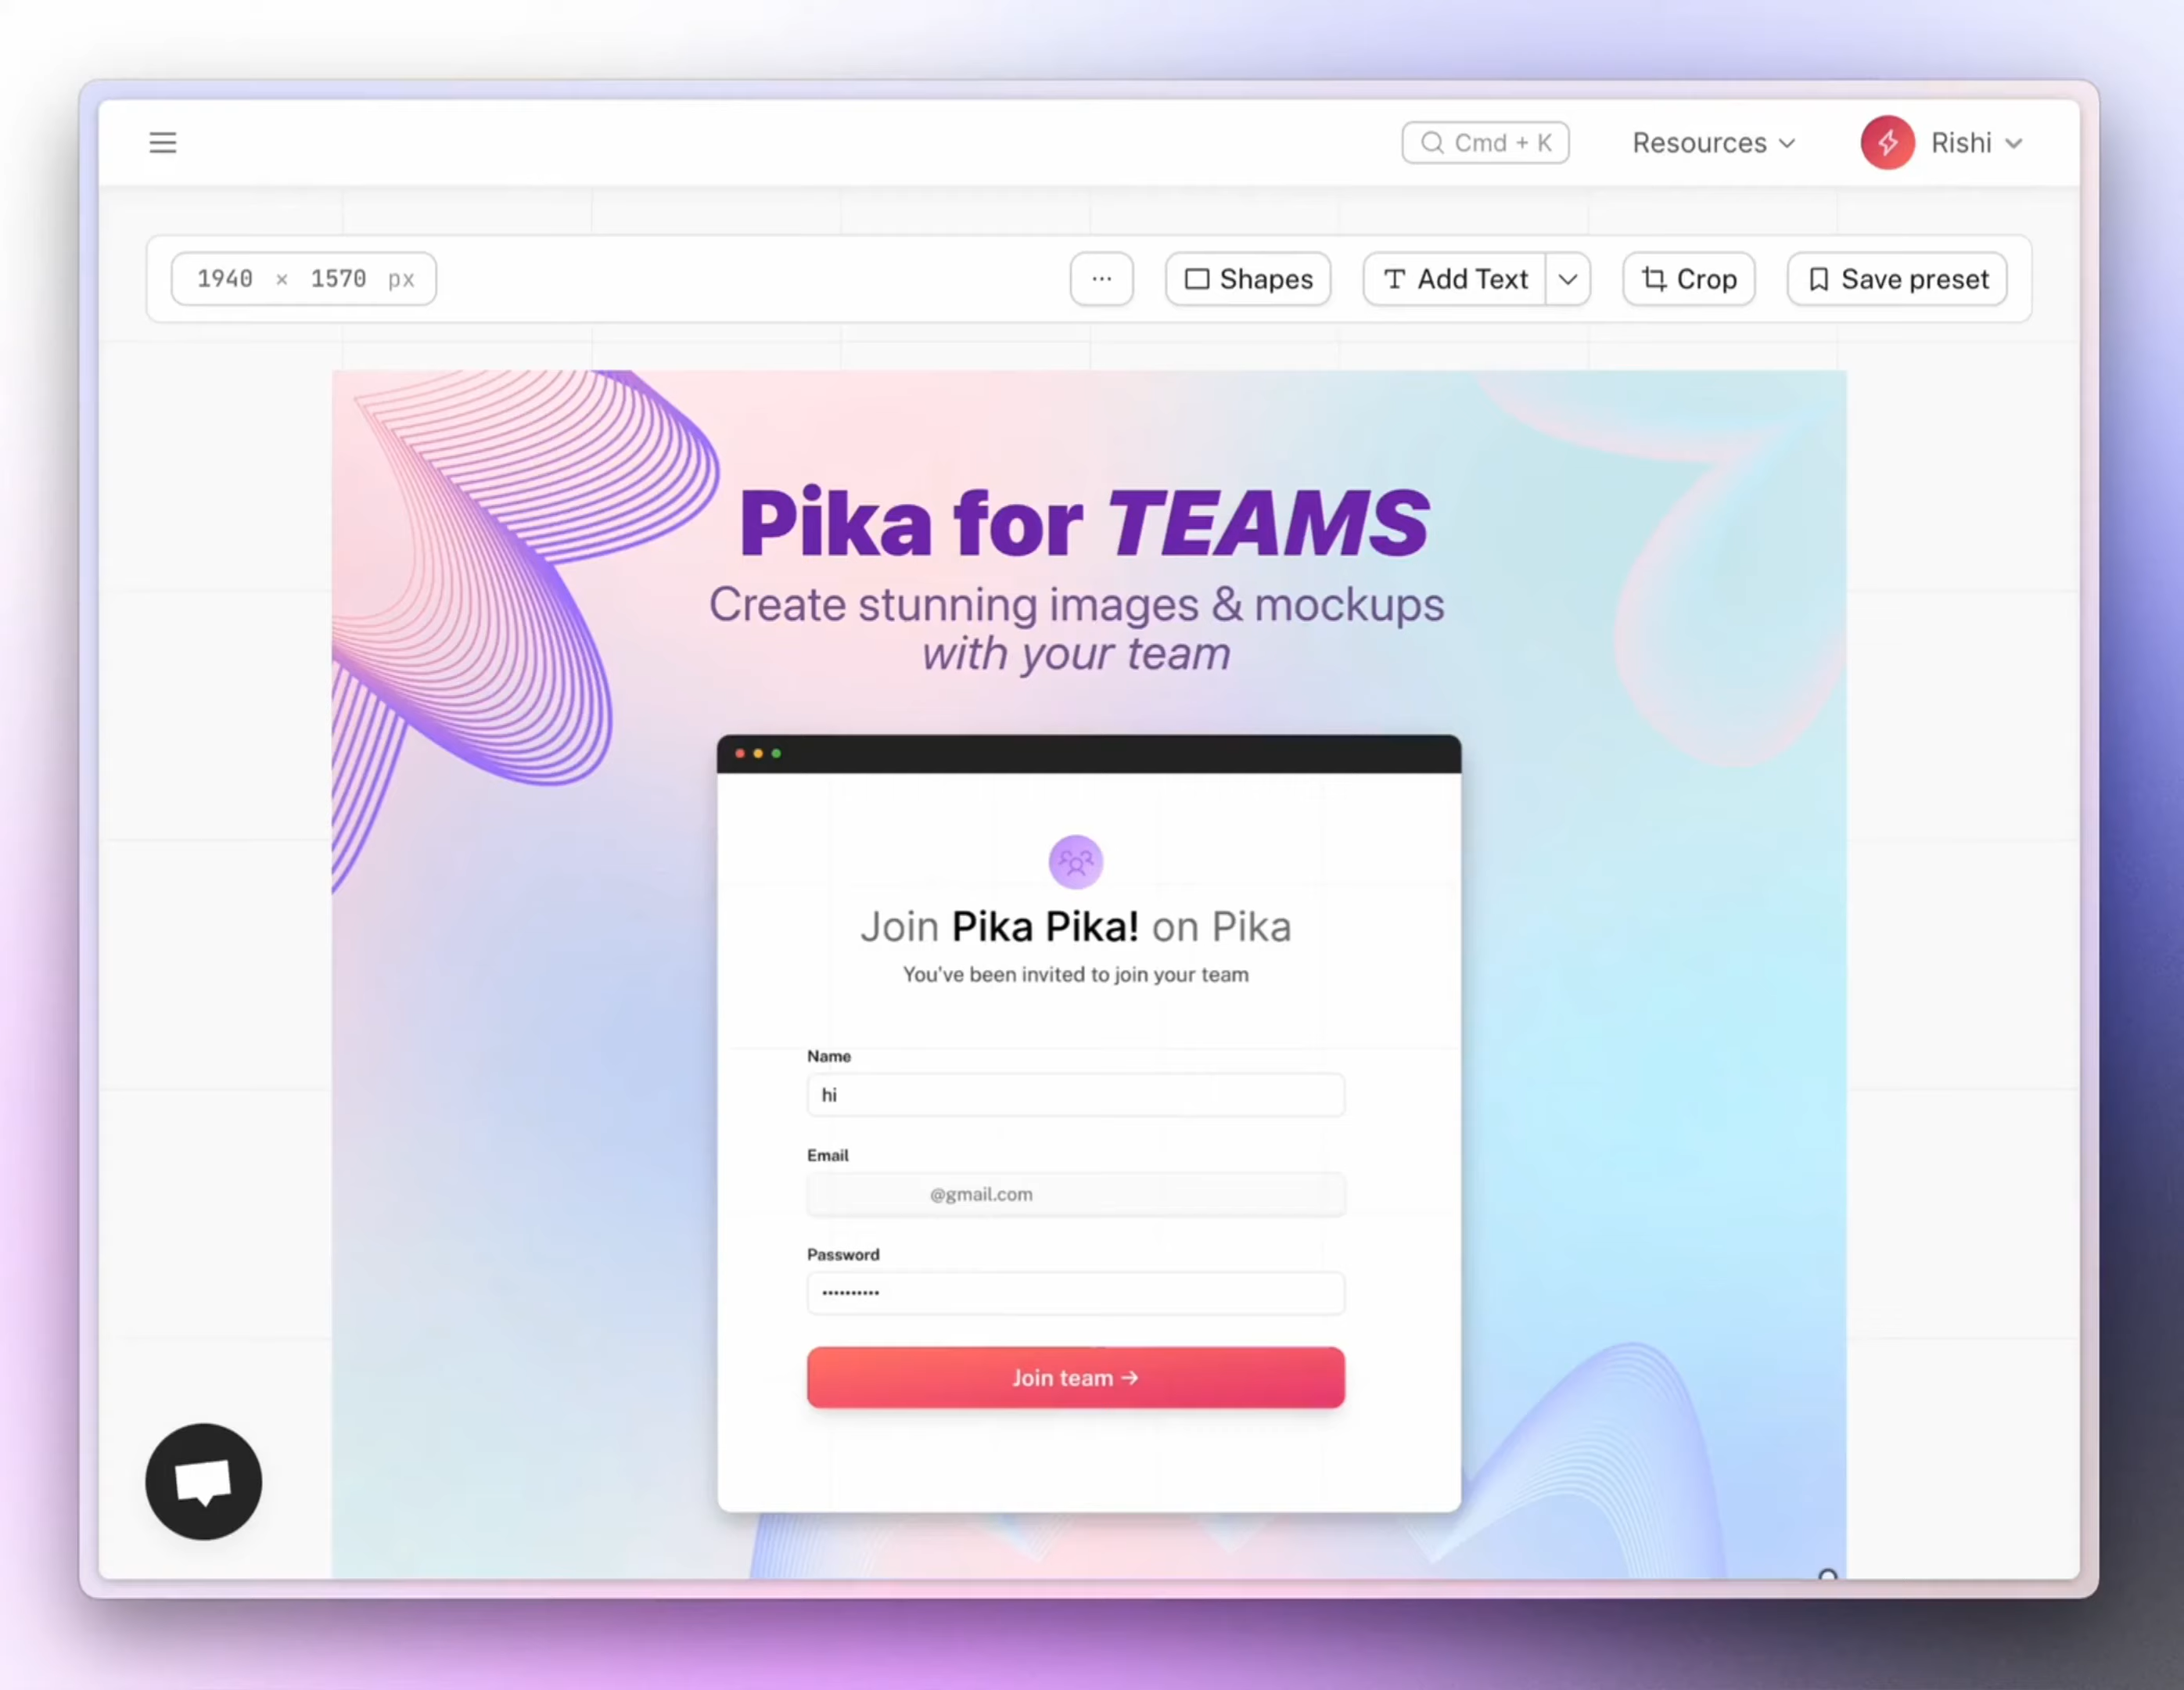 Cmd + K
Resources
Rishi
1940 × 1570 px
...
Shapes
Add Text
Crop
Save preset
Pika for TEAMS
Create stunning images & mockups
with your team
Join Pika Pika! on Pika
You've been invited to join your team
Name
hi
Email
@gmail.com
Password
••••••••••
Join team →